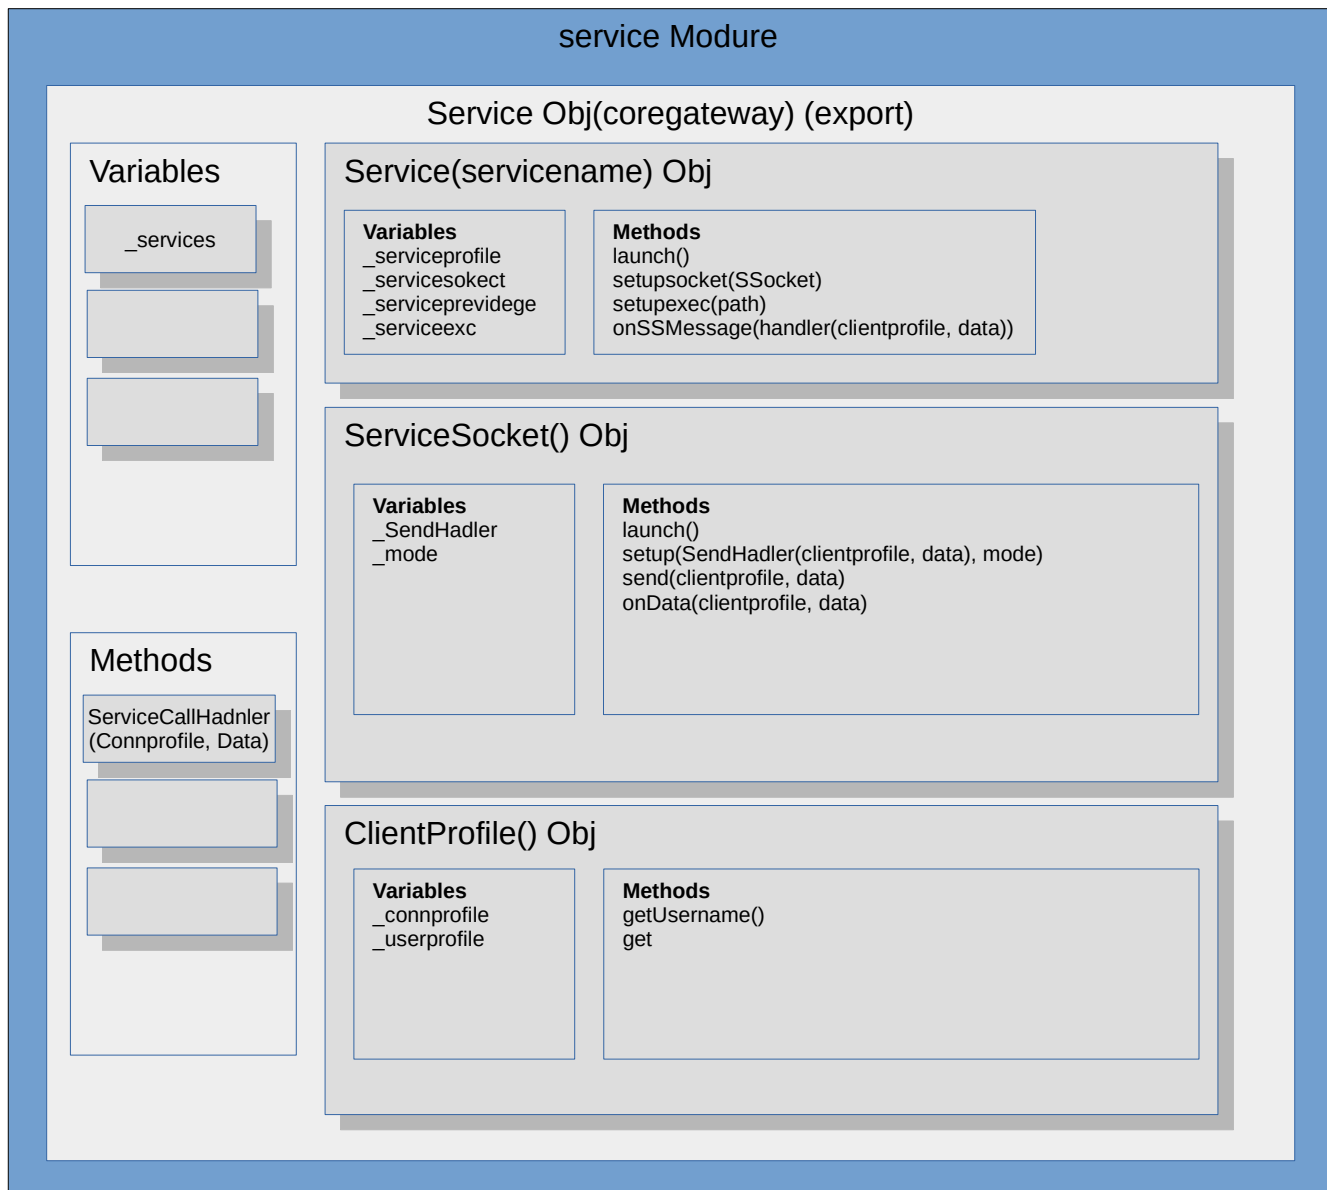 service Modure
Service Obj(coregateway) (export)
Variables
_services
Methods
ServiceCallHadnler
(Connprofile, Data)
Service(servicename) Obj
Variables
_serviceprofile
_servicesokect
_serviceprevidege
_serviceexc
Methods
launch()
setupsocket(SSocket)
setupexec(path)
onSSMessage(handler(clientprofile, data))
ServiceSocket() Obj
Variables
_SendHadler
_mode
Methods
launch()
setup(SendHadler(clientprofile, data), mode)
send(clientprofile, data)
onData(clientprofile, data)
ClientProfile() Obj
Variables
_connprofile
_userprofile
Methods
getUsername()
get